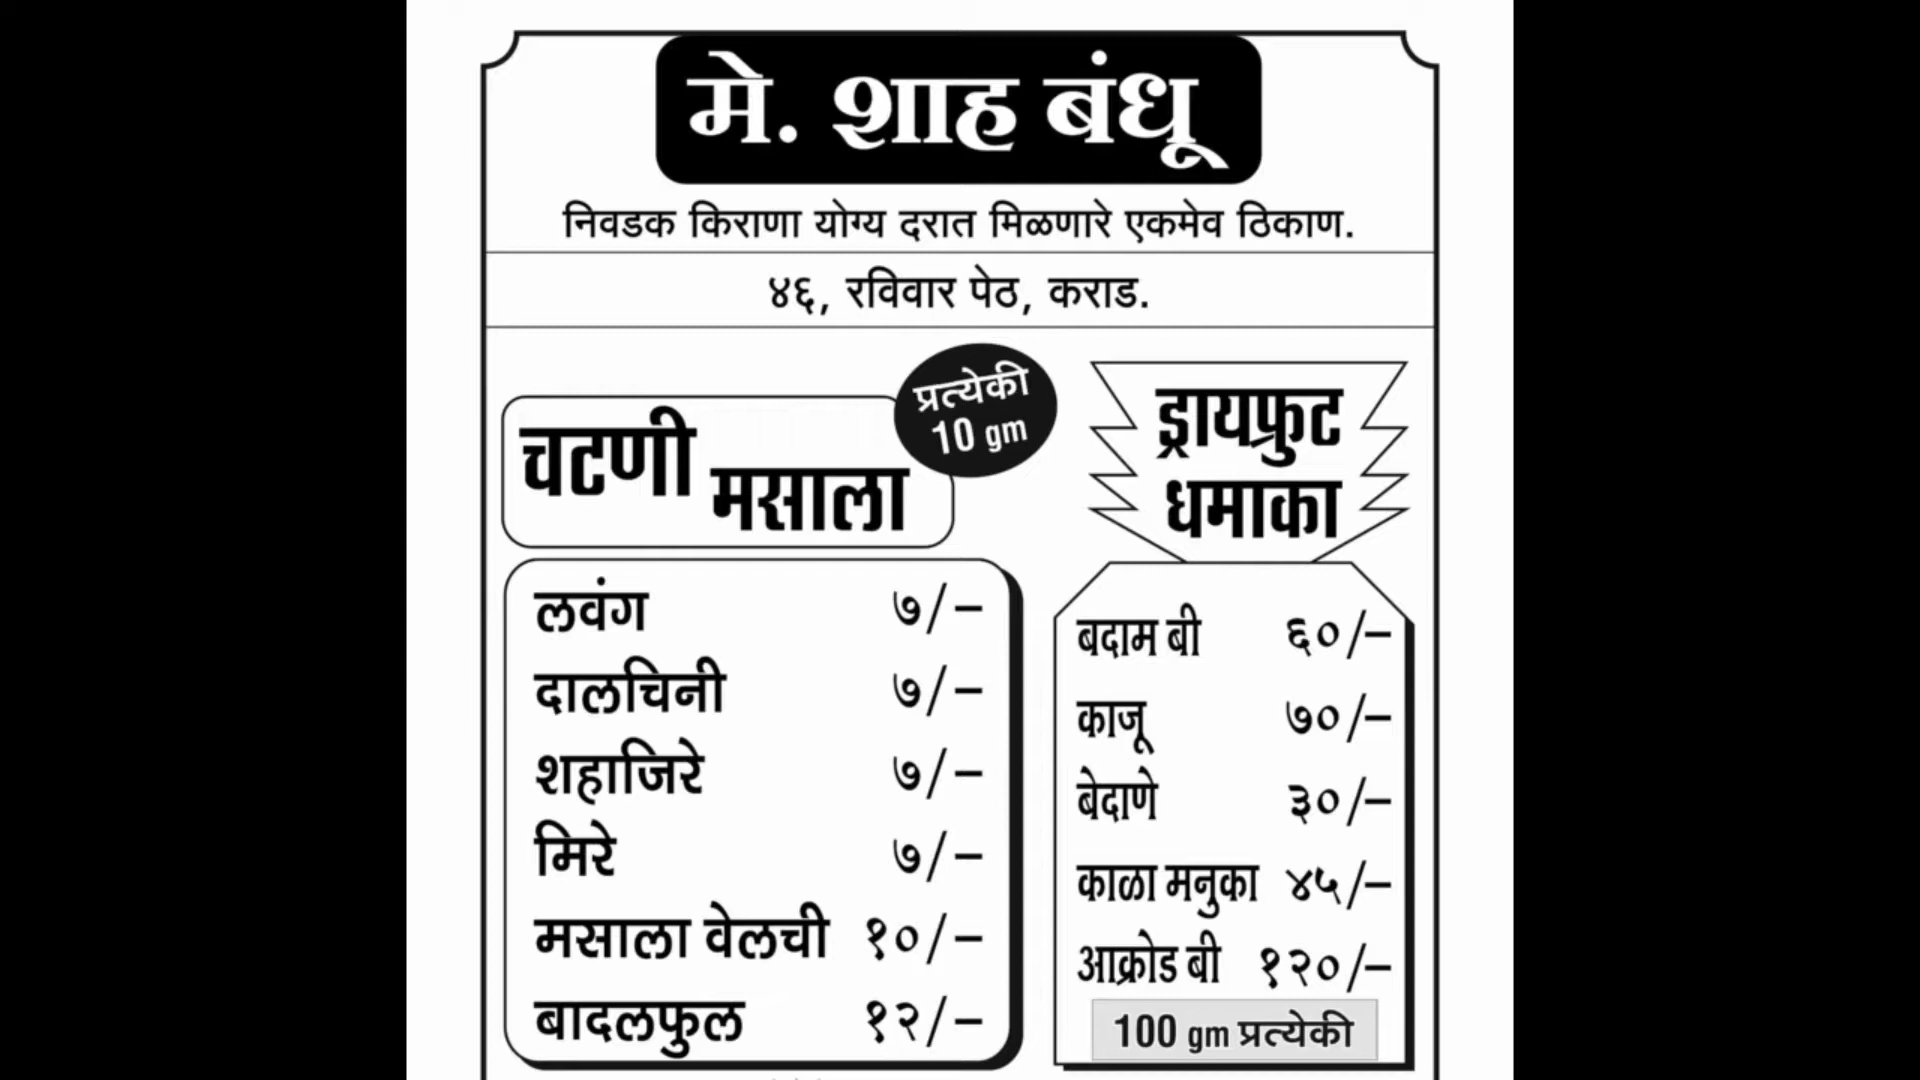 मे. शाह बंधू
निवडक किराणा योग्य दरात मिळणारे एकमेव ठिकाण.
४६, रविवार पेठ, कराड.
चटणी मसाला
प्रत्येकी
10 gm
लवंग ७/-
दालचिनी ७/-
शहाजिरे ७/-
मिरे ७/-
मसाला वेलची १०/-
बादलफुल १२/-
ड्रायफ्रुट
धमाका
बदाम बी ६०/-
काजू ७०/-
बेदाणे ३०/-
काळा मनुका ४५/-
आक्रोड बी १२०/-
100 gm प्रत्येकी